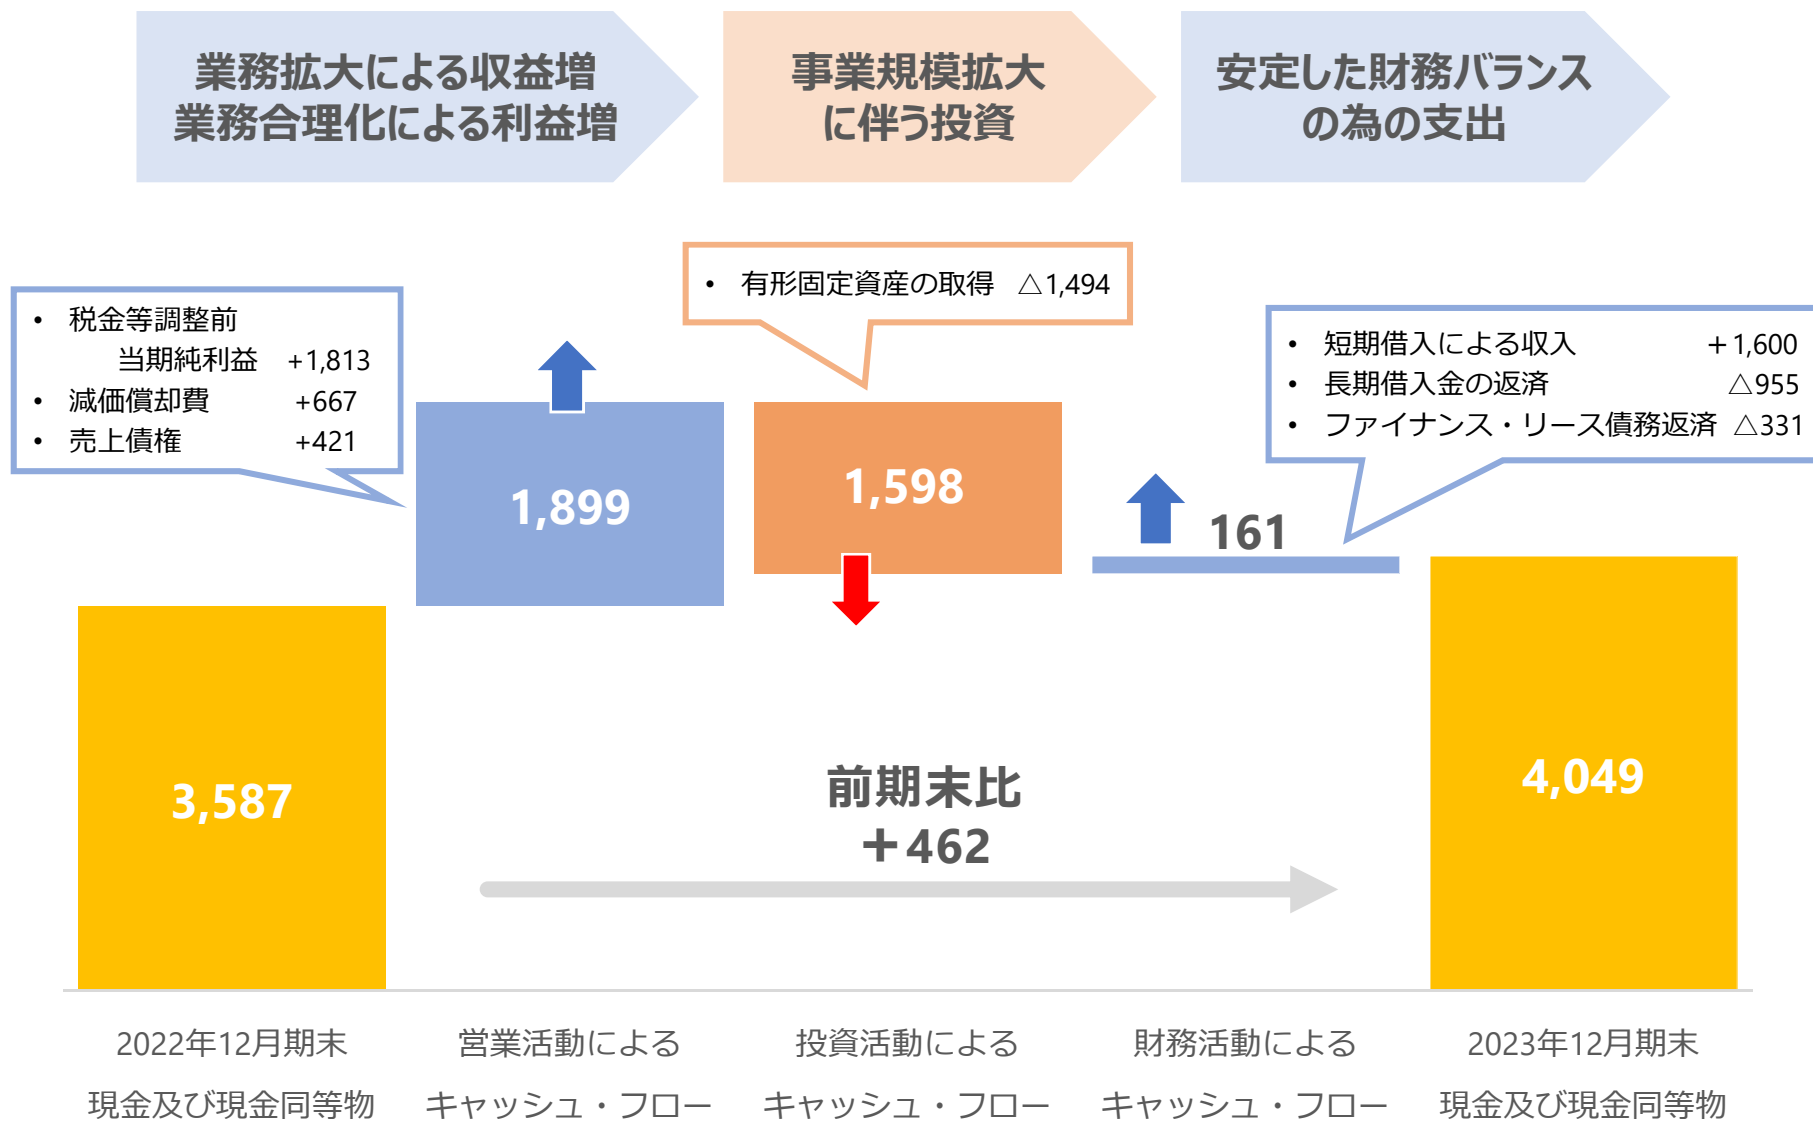 業務拡大による収益増
業務合理化による利益増
事業規模拡大
に伴う投資
安定した財務バランス
の為の支出
• 税金等調整前
当期純利益 +1,813
• 減価償却費 +667
• 売上債権 +421
• 有形固定資産の取得 △1,494
• 短期借入による収入 ＋1,600
• 長期借入金の返済 △955
• ファイナンス・リース債務返済 △331
1,899
1,598
161
3,587
前期末比
＋462
4,049
2022年12月期末
現金及び現金同等物
営業活動による
キャッシュ・フロー
投資活動による
キャッシュ・フロー
財務活動による
キャッシュ・フロー
2023年12月期末
現金及び現金同等物